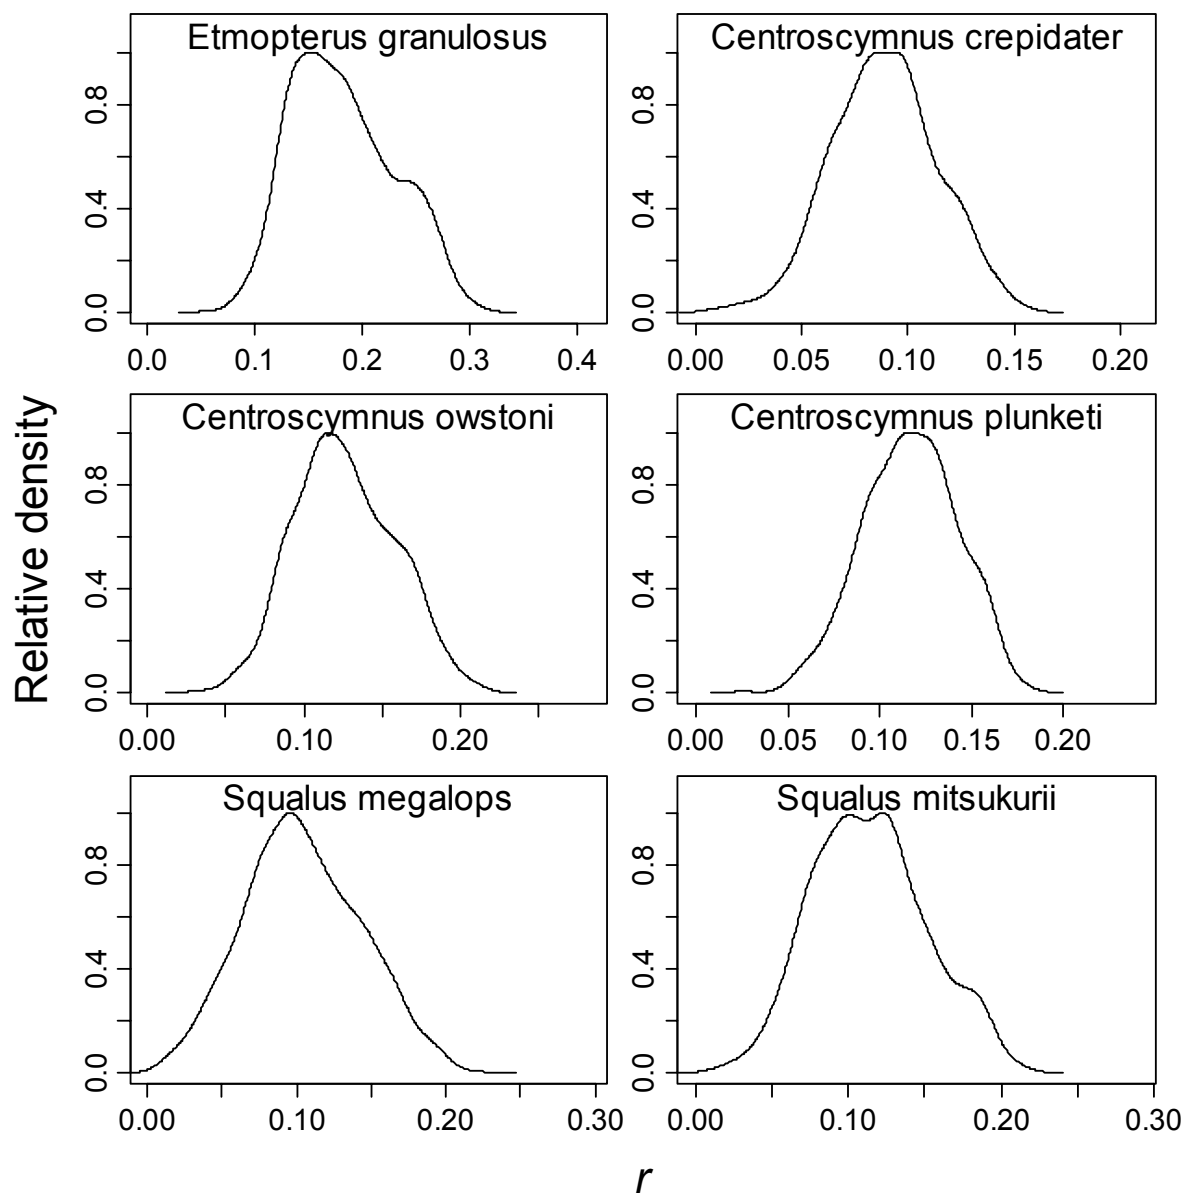 Etmopterus granulosus
0.0 0.4 0.8
0.0 0.1 0.2 0.3 0.4
Centroscymnus crepidater
0.0 0.4 0.8
0.00 0.05 0.10 0.15 0.20
Relative density
Centroscymnus owstoni
0.0 0.4 0.8
0.00 0.10 0.20
Centroscymnus plunketi
0.0 0.4 0.8
0.00 0.05 0.10 0.15 0.20
Squalus megalops
0.0 0.4 0.8
0.00 0.10 0.20 0.30
Squalus mitsukurii
0.0 0.4 0.8
0.00 0.10 0.20 0.30
r